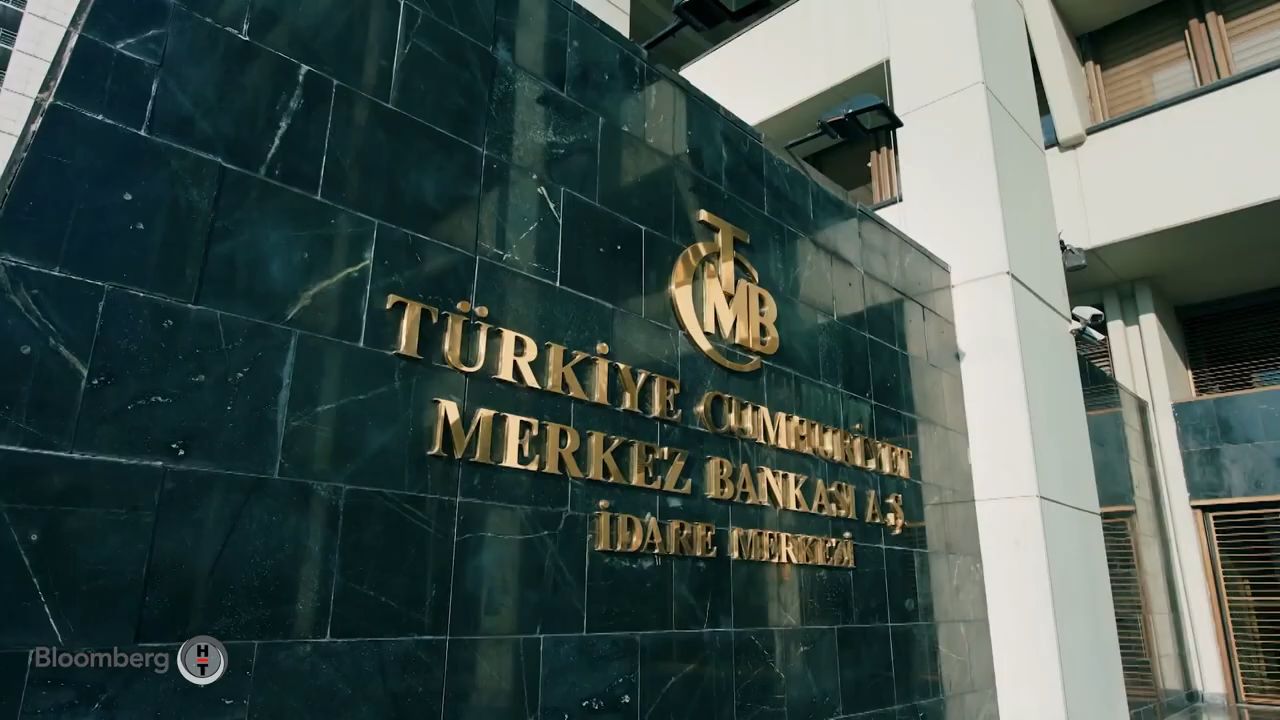 TCMB
TÜRKİYE CUMHURİYET
MERKEZ BANKASI A.Ş
İDARE MERKEZİ
Bloomberg HT